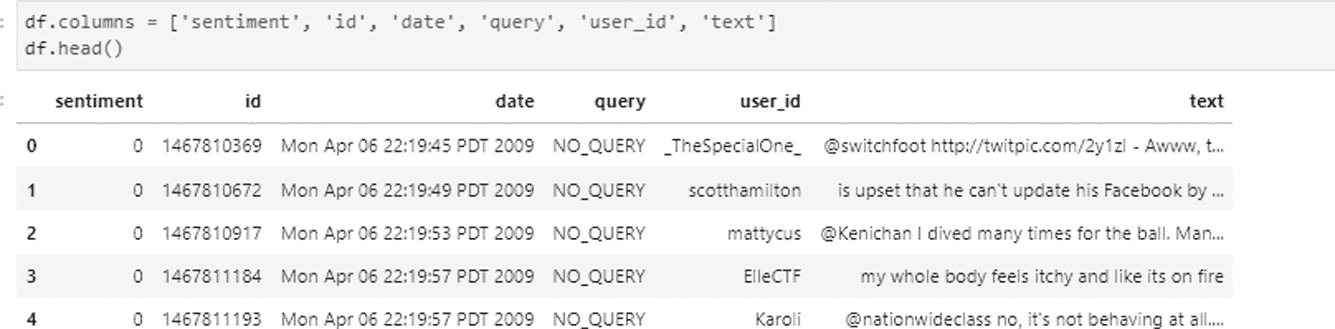 df.columns = ['sentiment', 'id', 'date', 'query', 'user_id', 'text']
df.head()
sentiment id date query user_id text
0 0 1467810369 Mon Apr 06 22:19:45 PDT 2009 NO_QUERY _TheSpecialOne_ @switchfoot http://twitpic.com/2y1zl - Awww, t...
1 0 1467810672 Mon Apr 06 22:19:49 PDT 2009 NO_QUERY scotthamilton is upset that he can't update his Facebook by ...
2 0 1467810917 Mon Apr 06 22:19:53 PDT 2009 NO_QUERY mattycus @Kenichan I dived many times for the ball. Man...
3 0 1467811184 Mon Apr 06 22:19:57 PDT 2009 NO_QUERY ElleCTF my whole body feels itchy and like its on fire
4 0 1467811193 Mon Apr 06 22:19:57 PDT 2009 NO_QUERY Karoli @nationwideclass no, it's not behaving at all....